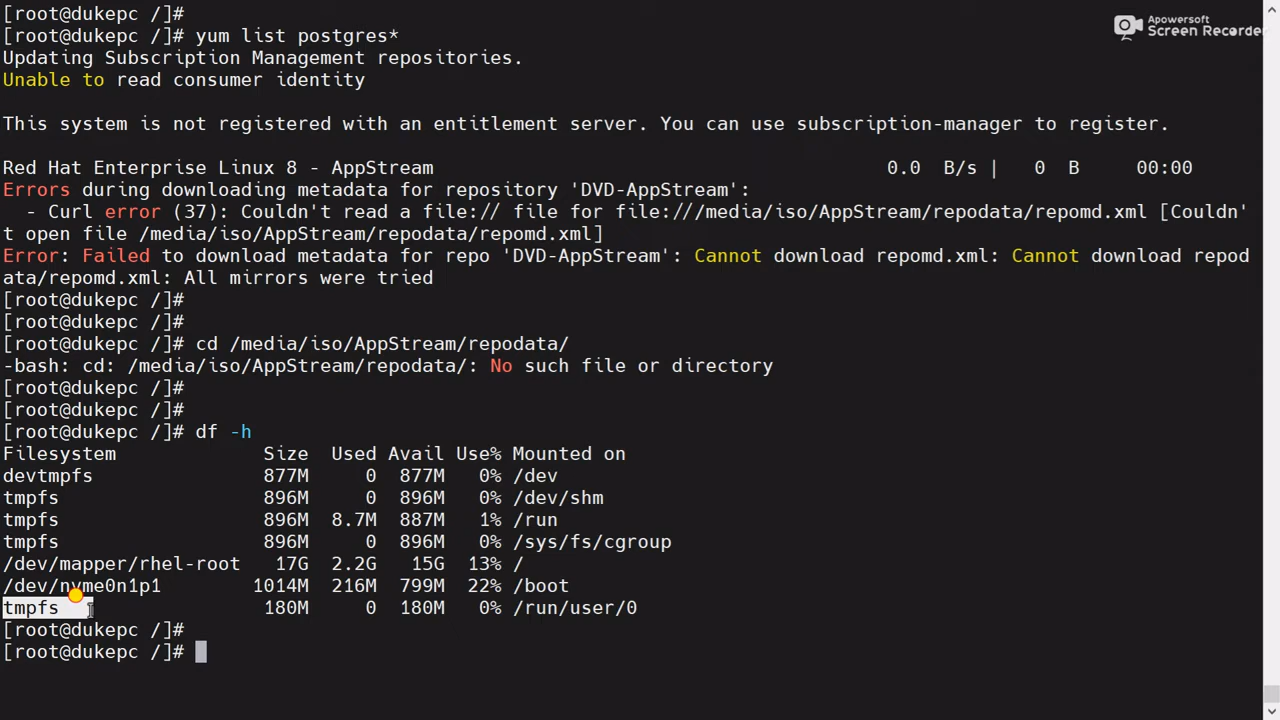 [root@dukepc /]#
[root@dukepc /]# yum list postgres*
Updating Subscription Management repositories.
Unable to read consumer identity
This system is not registered with an entitlement server. You can use subscription-manager to register.
Red Hat Enterprise Linux 8 - AppStream 0.0 B/s | 0 B 00:00
Errors during downloading metadata for repository 'DVD-AppStream':
- Curl error (37): Couldn't read a file:// file for file:///media/iso/AppStream/repodata/repomd.xml [Couldn'
t open file /media/iso/AppStream/repodata/repomd.xml]
Error: Failed to download metadata for repo 'DVD-AppStream': Cannot download repomd.xml: Cannot download repod
ata/repomd.xml: All mirrors were tried
[root@dukepc /]#
[root@dukepc /]#
[root@dukepc /]# cd /media/iso/AppStream/repodata/
-bash: cd: /media/iso/AppStream/repodata/: No such file or directory
[root@dukepc /]#
[root@dukepc /]#
[root@dukepc /]# df -h
Filesystem Size Used Avail Use% Mounted on
devtmpfs 877M 0 877M 0% /dev
tmpfs 896M 0 896M 0% /dev/shm
tmpfs 896M 8.7M 887M 1% /run
tmpfs 896M 0 896M 0% /sys/fs/cgroup
/dev/mapper/rhel-root 17G 2.2G 15G 13% /
/dev/nvme0n1p1 1014M 216M 799M 22% /boot
tmpfs 180M 0 180M 0% /run/user/0
[root@dukepc /]#
[root@dukepc /]#
Apowersoft
Screen Recorder